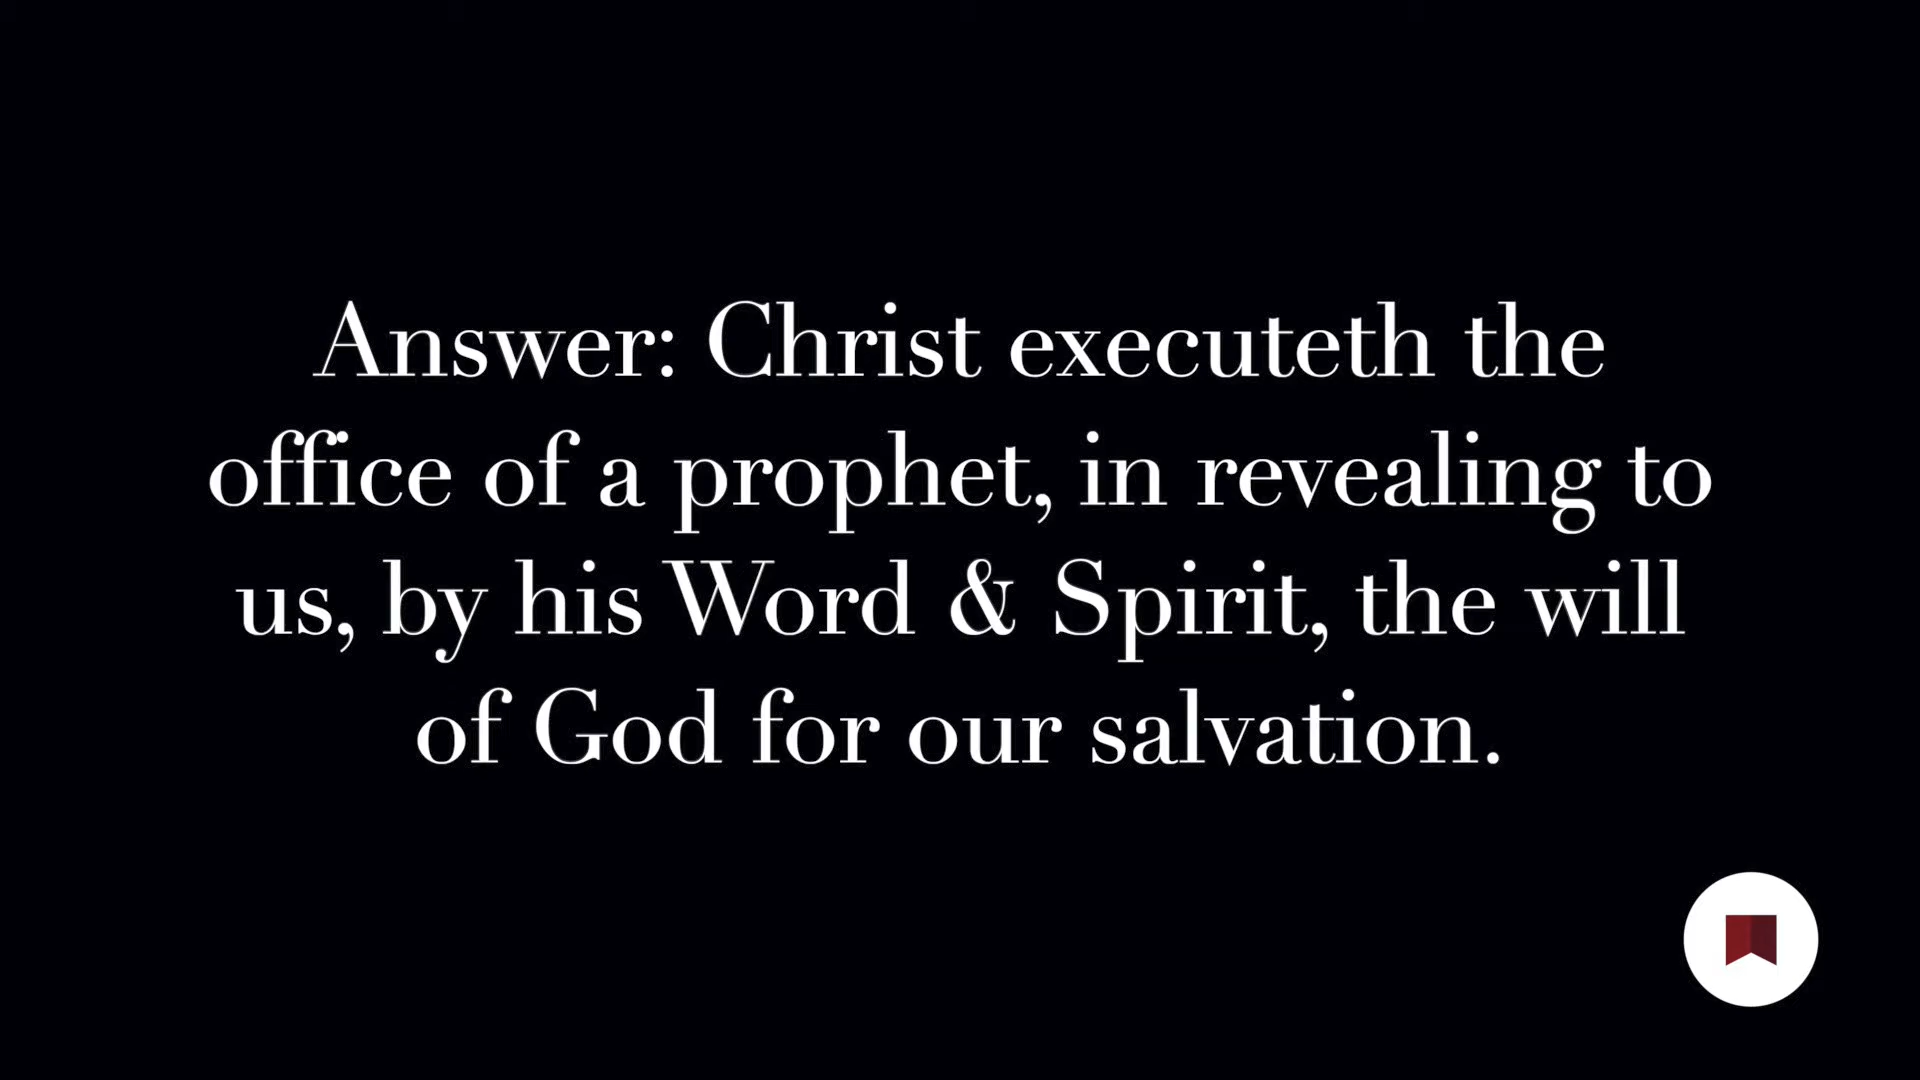 Answer: Christ executeth the
office of a prophet, in revealing to
us, by his Word & Spirit, the will
of God for our salvation.